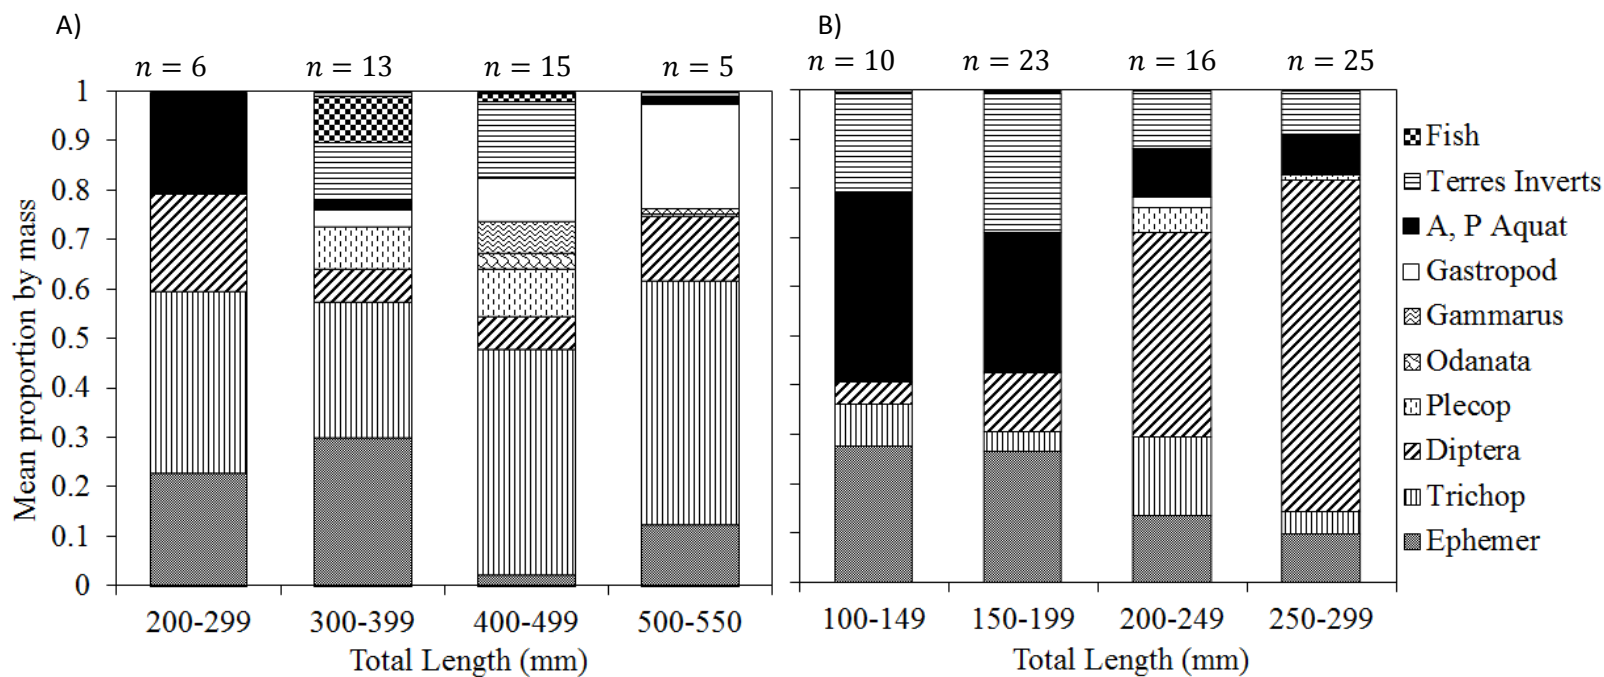 A)
B)
n = 6
n = 13
n = 15
n = 5
n = 10
n = 23
n = 16
n = 25
Mean proportion by mass
1
0.9
0.8
0.7
0.6
0.5
0.4
0.3
0.2
0.1
0
200-299
300-399
400-499
500-550
Total Length (mm)
100-149
150-199
200-249
250-299
Total Length (mm)
Fish
Terres Inverts
A, P Aquat
Gastropod
Gammarus
Odanata
Plecop
Diptera
Trichop
Ephemer